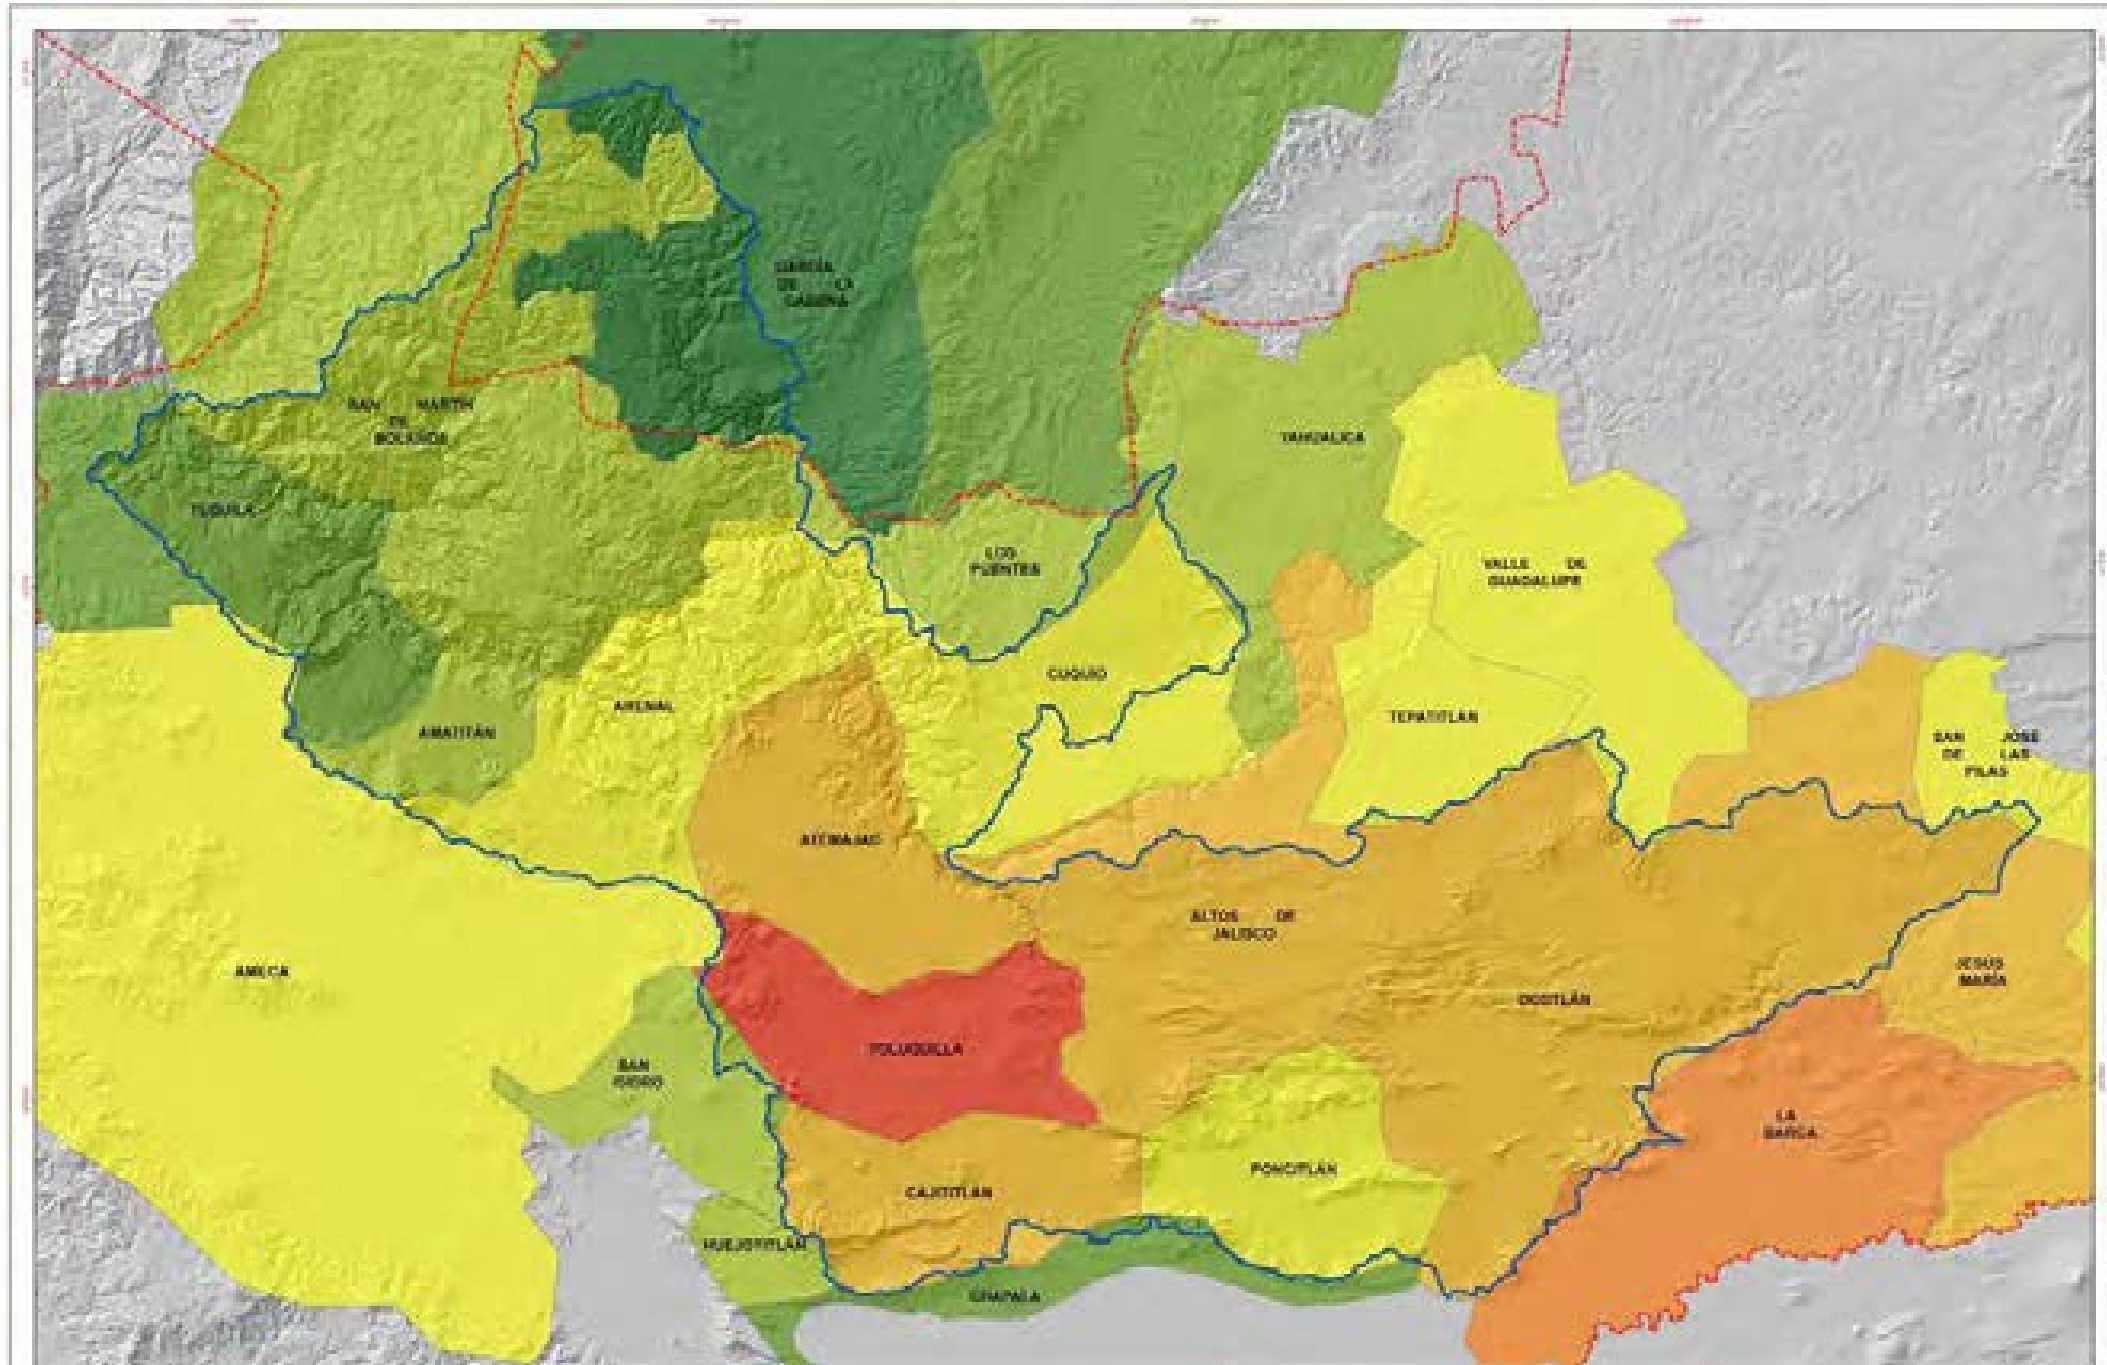 GARCÍA
DE LA
CADENA
SAN MARTÍN
DE
BOLAÑOS
YAHUALICA
TEQUILA
LOS
PUENTES
VALLE DE
GUADALUPE
CUQUIO
ARENAL
TEPATITLAN
AMATITÁN
SAN JOSÉ
DE LAS
PILAS
ATEMAJAC
ALTOS DE
JALISCO
AMECA
JESÚS
MARÍA
OCOTLÁN
TOLUQUILLA
SAN
ISIDRO
LA
BARCA
PONCITLÁN
CAJITITLÁN
HUEJOTITLÁN
CHAPALA